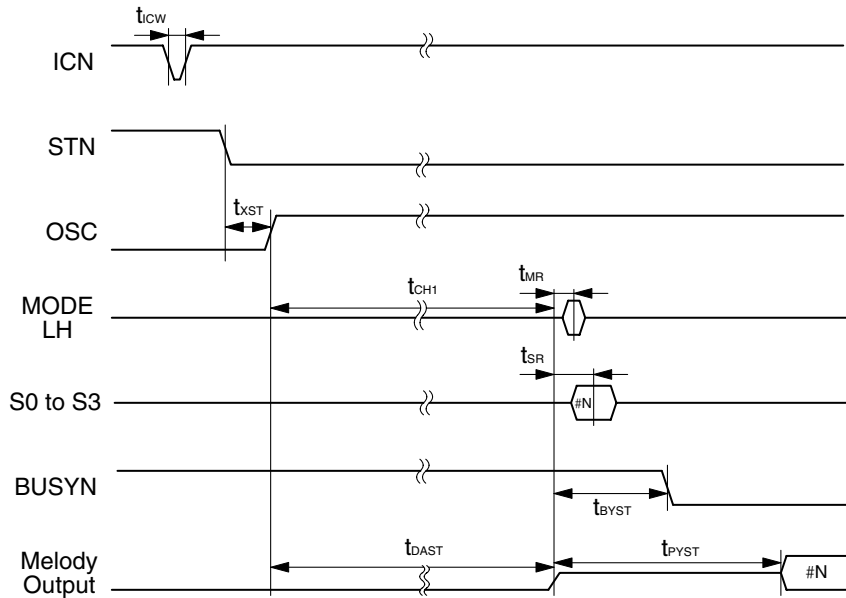 tICW
ICN
STN
tXST
OSC
tMR
tCH1
MODE
LH
tSR
S0 to S3
#N
BUSYN
tBYST
tDAST
tPYST
Melody
Output
#N